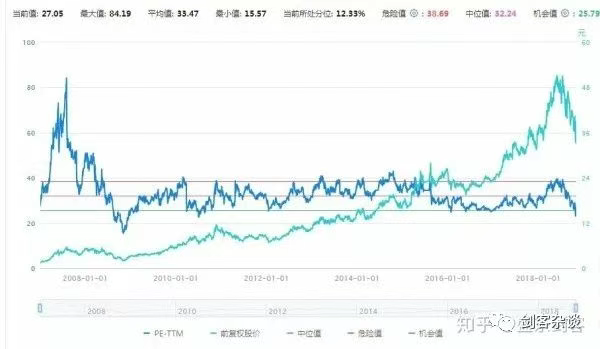 当前值: 27.05 最大值: 84.19 平均值: 33.47 最小值: 15.57 当前所处分位: 12.33% 危险值 : 38.69 中位值: 32.24 机会值 : 25.79
元
100 60
80 48
60 36
40 24
20 12
0 0
2008-01-01 2010-01-01 2012-01-01 2014-01-01 2016-01-01 2018-01-01
2008 2010 2012 2014 2016 2018
PE-TTM 前复权股价 中位值 危险值 机会值
知乎 剑客杂谈